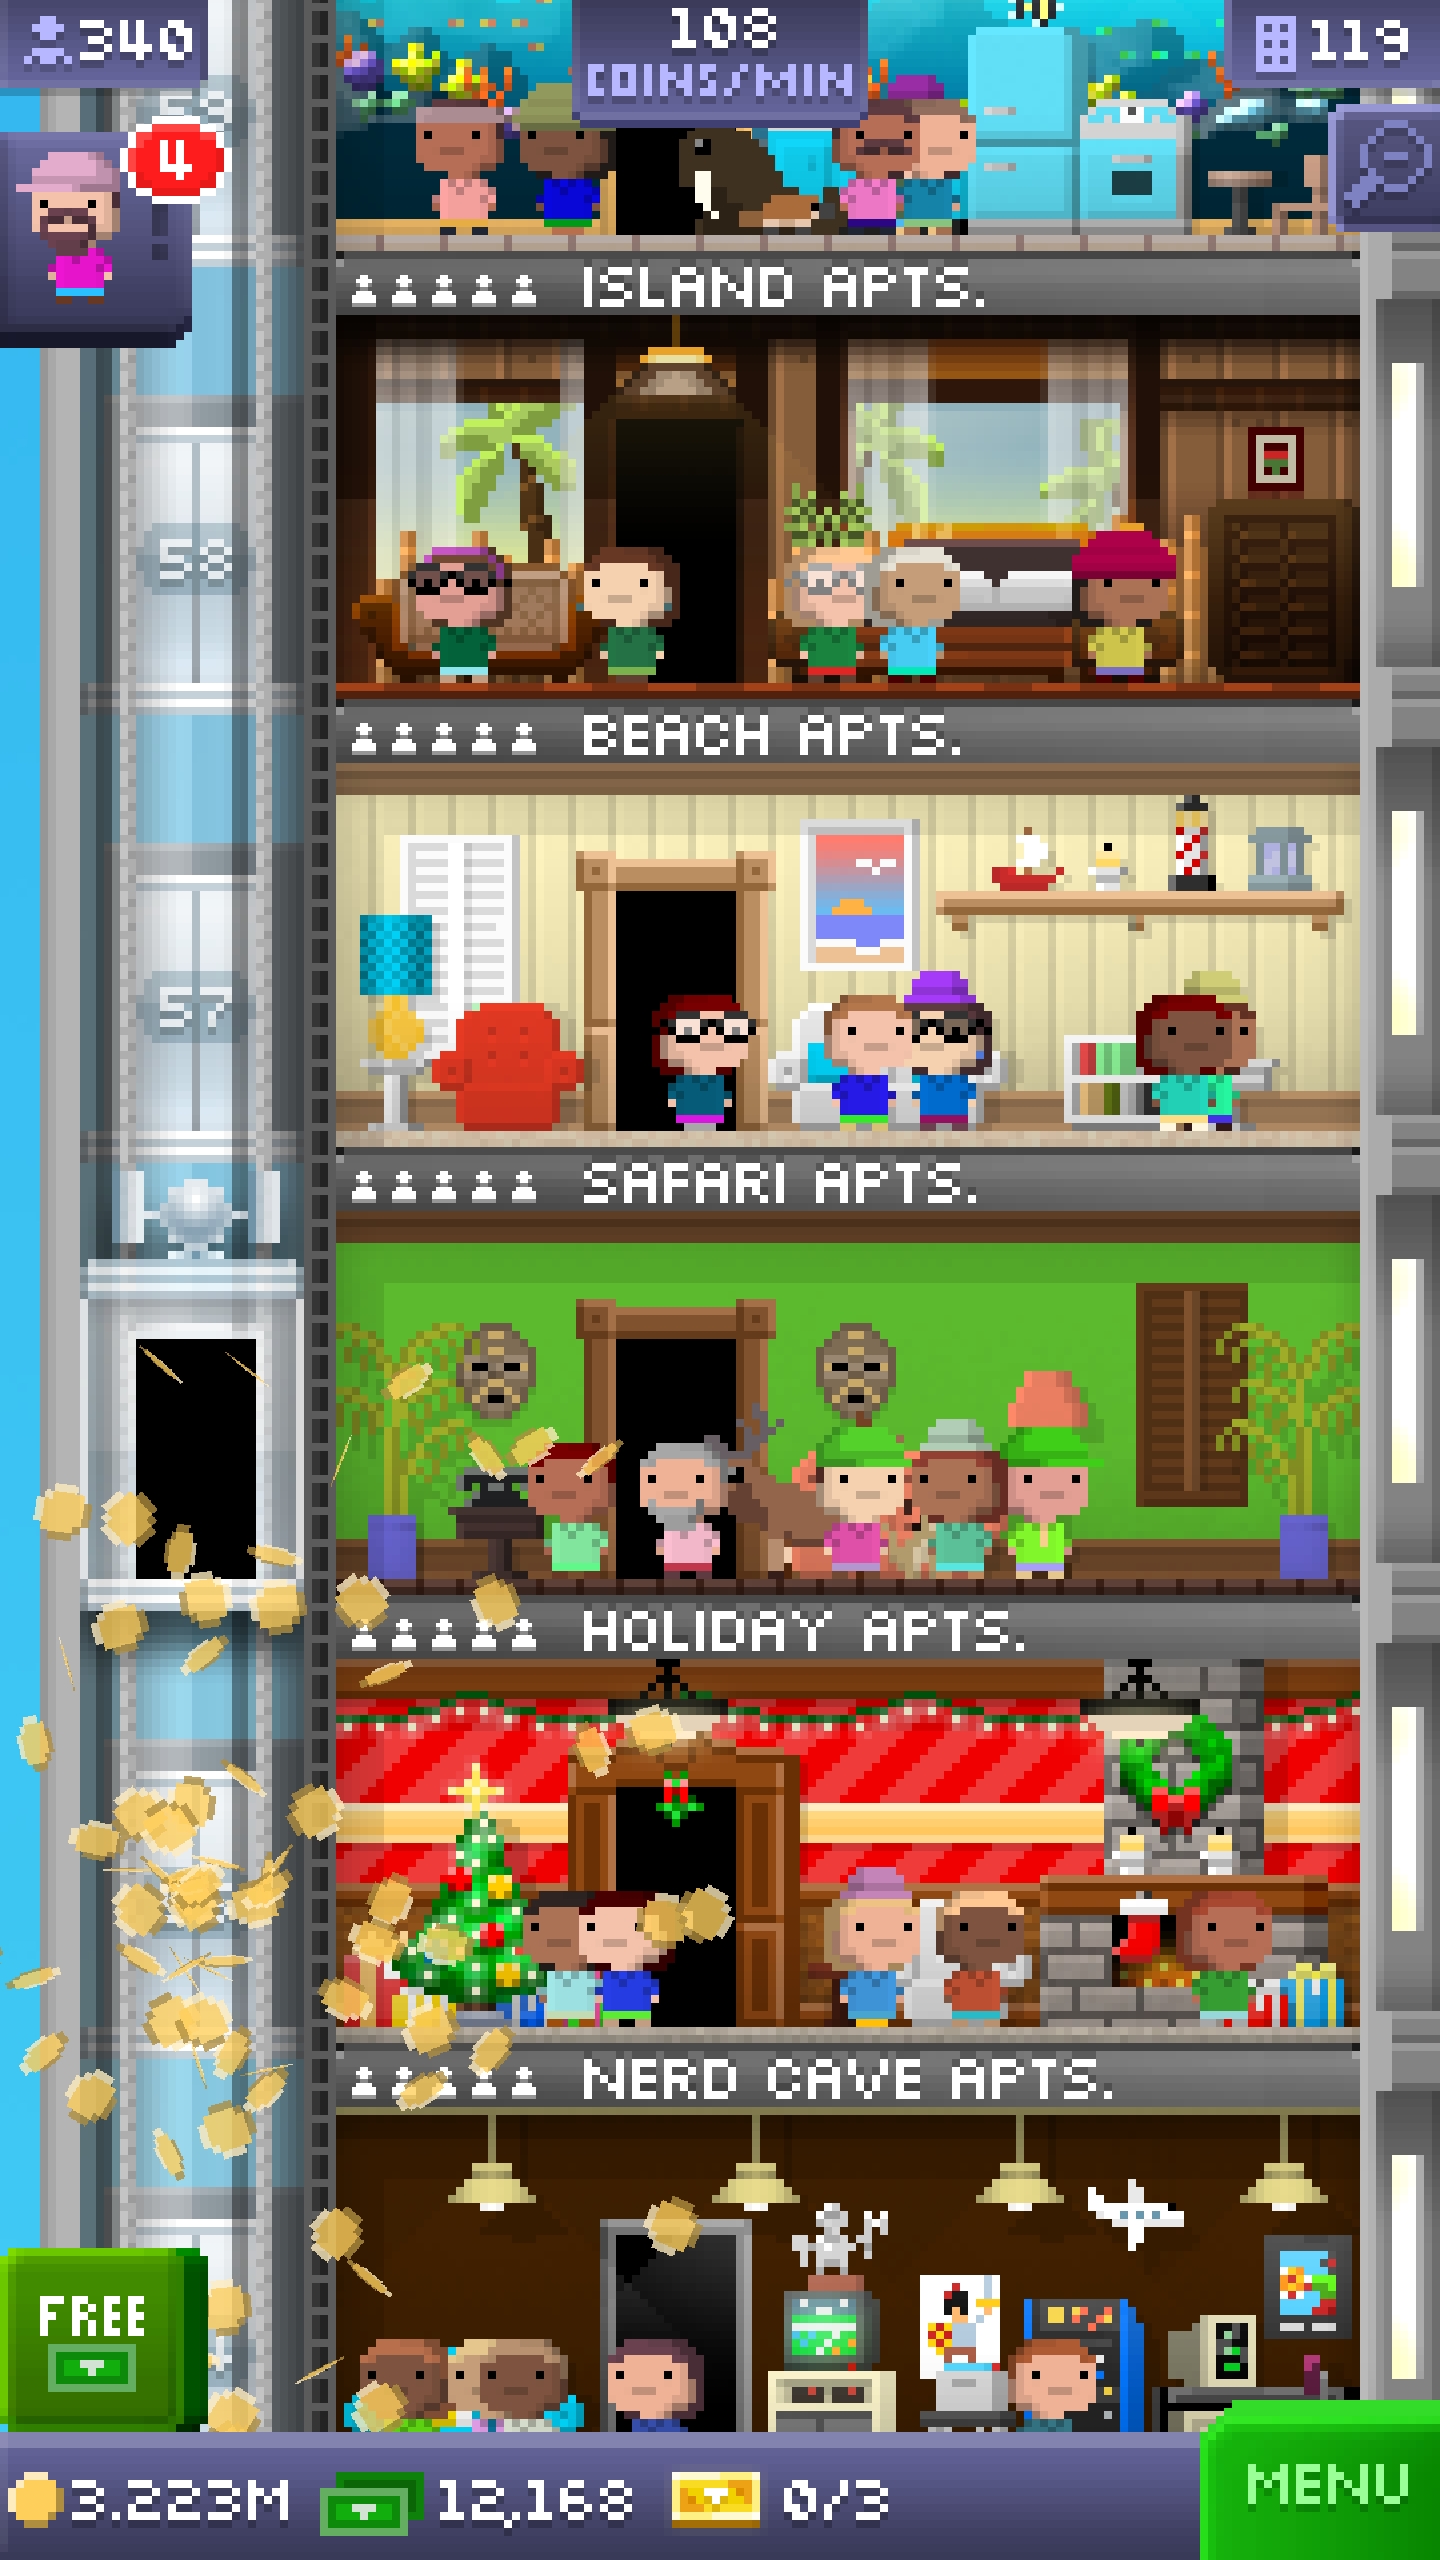 340
108
COINS/MIN
119
4
58
ISLAND APTS.
58
BEACH APTS.
57
SAFARI APTS.
HOLIDAY APTS.
NERD CAVE APTS.
FREE
3.223M
12,168
0/3
MENU